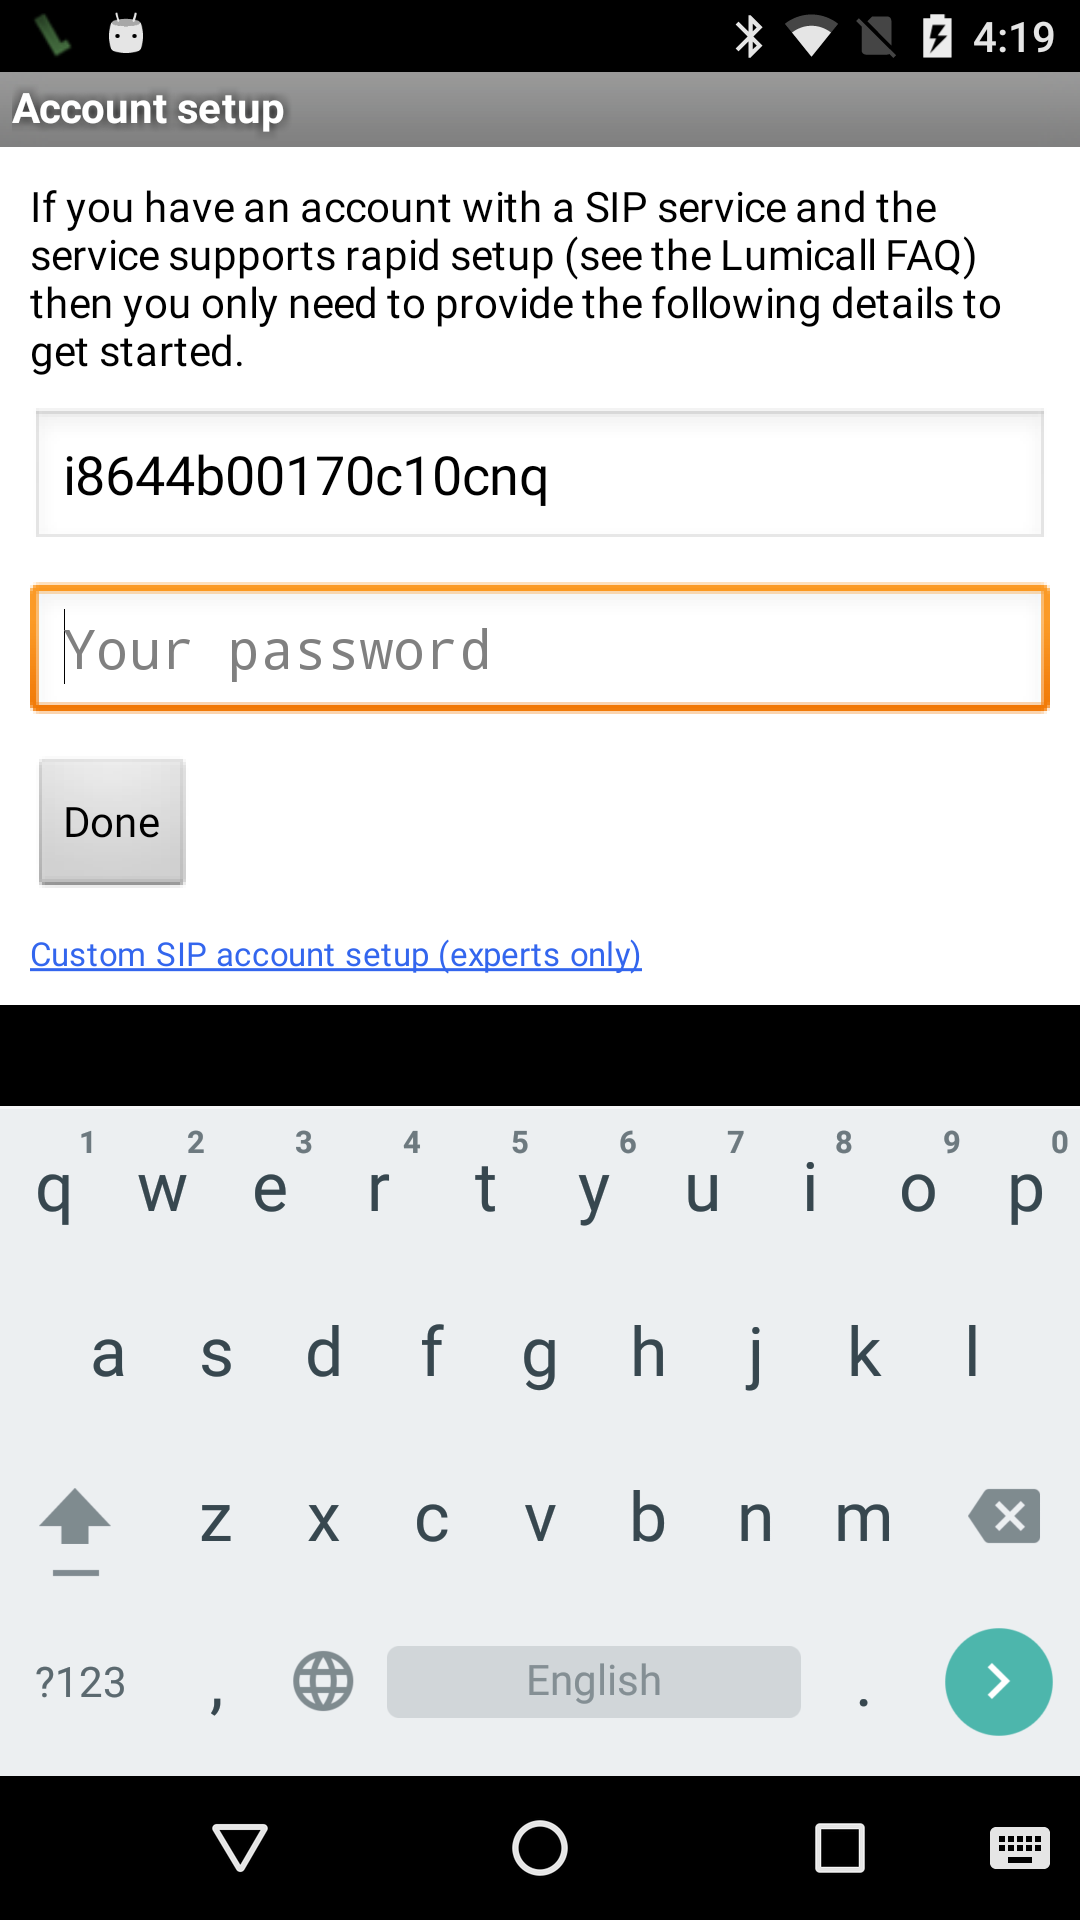 4:19
Account setup
If you have an account with a SIP service and the
service supports rapid setup (see the Lumicall FAQ)
then you only need to provide the following details to
get started.
i8644b00170c10cnq
Your password
Done
Custom SIP account setup (experts only)
1 2 3 4 5 6 7 8 9 0
q w e r t y u i o p
a s d f g h j k l
z x c v b n m
?123 , English .